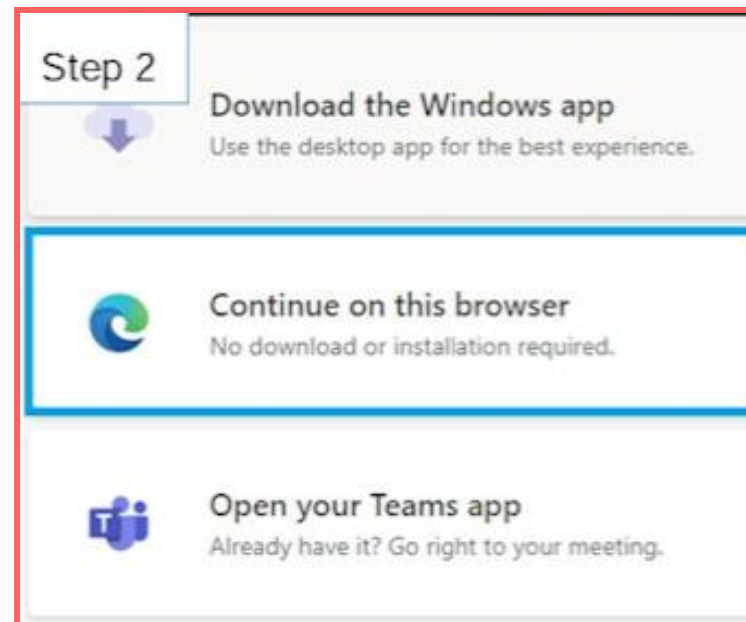 Step 2
Download the Windows app
Use the desktop app for the best experience.
Continue on this browser
No download or installation required.
Open your Teams app
Already have it? Go right to your meeting.